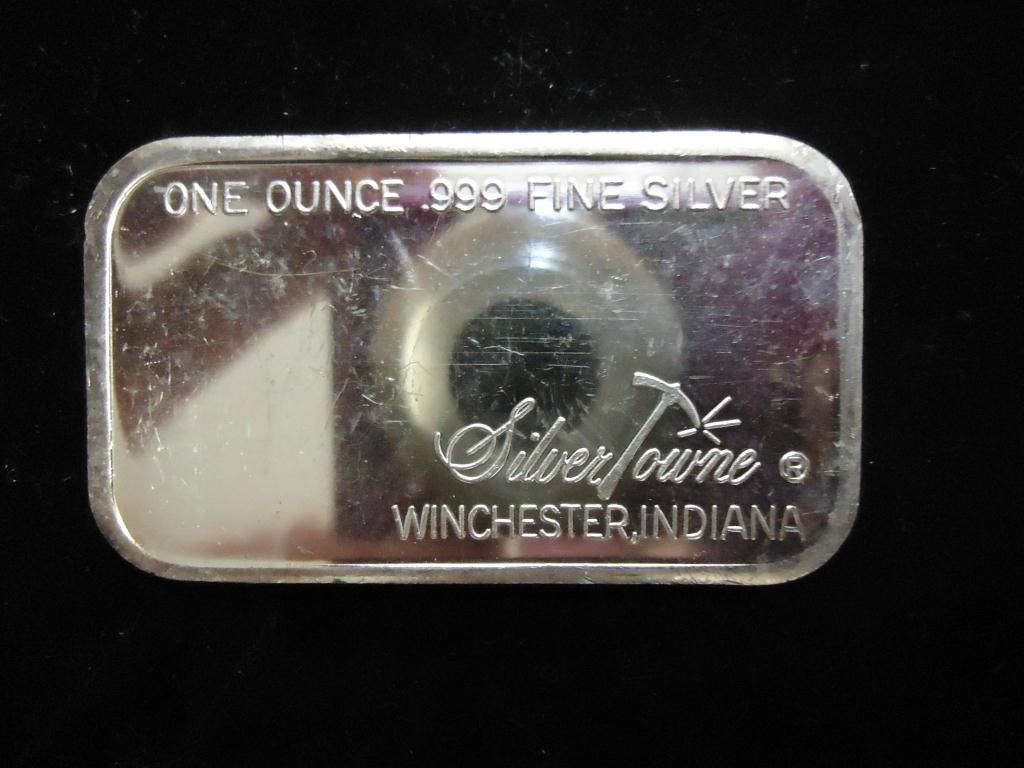 ONE OUNCE .999 FINE SILVER
SilverTowne ®
WINCHESTER, INDIANA